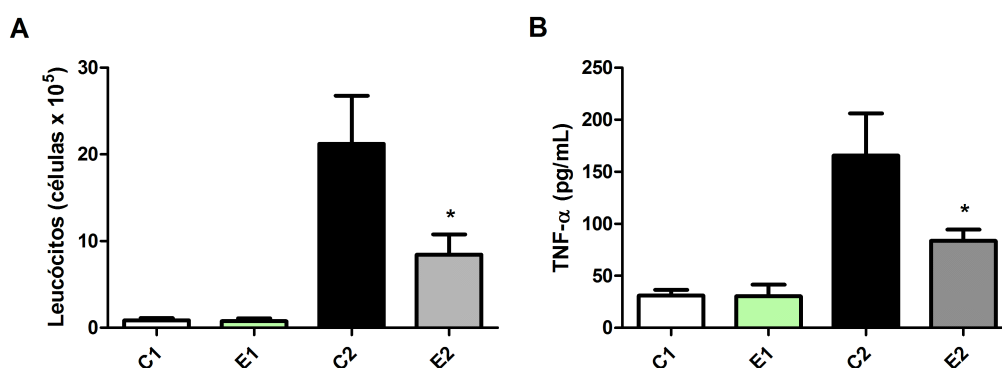 A
Leucócitos (células x 10⁵)
30
20
10
0
*
C1
E1
C2
E2
B
TNF-α (pg/mL)
250
200
150
100
50
0
*
C1
E1
C2
E2